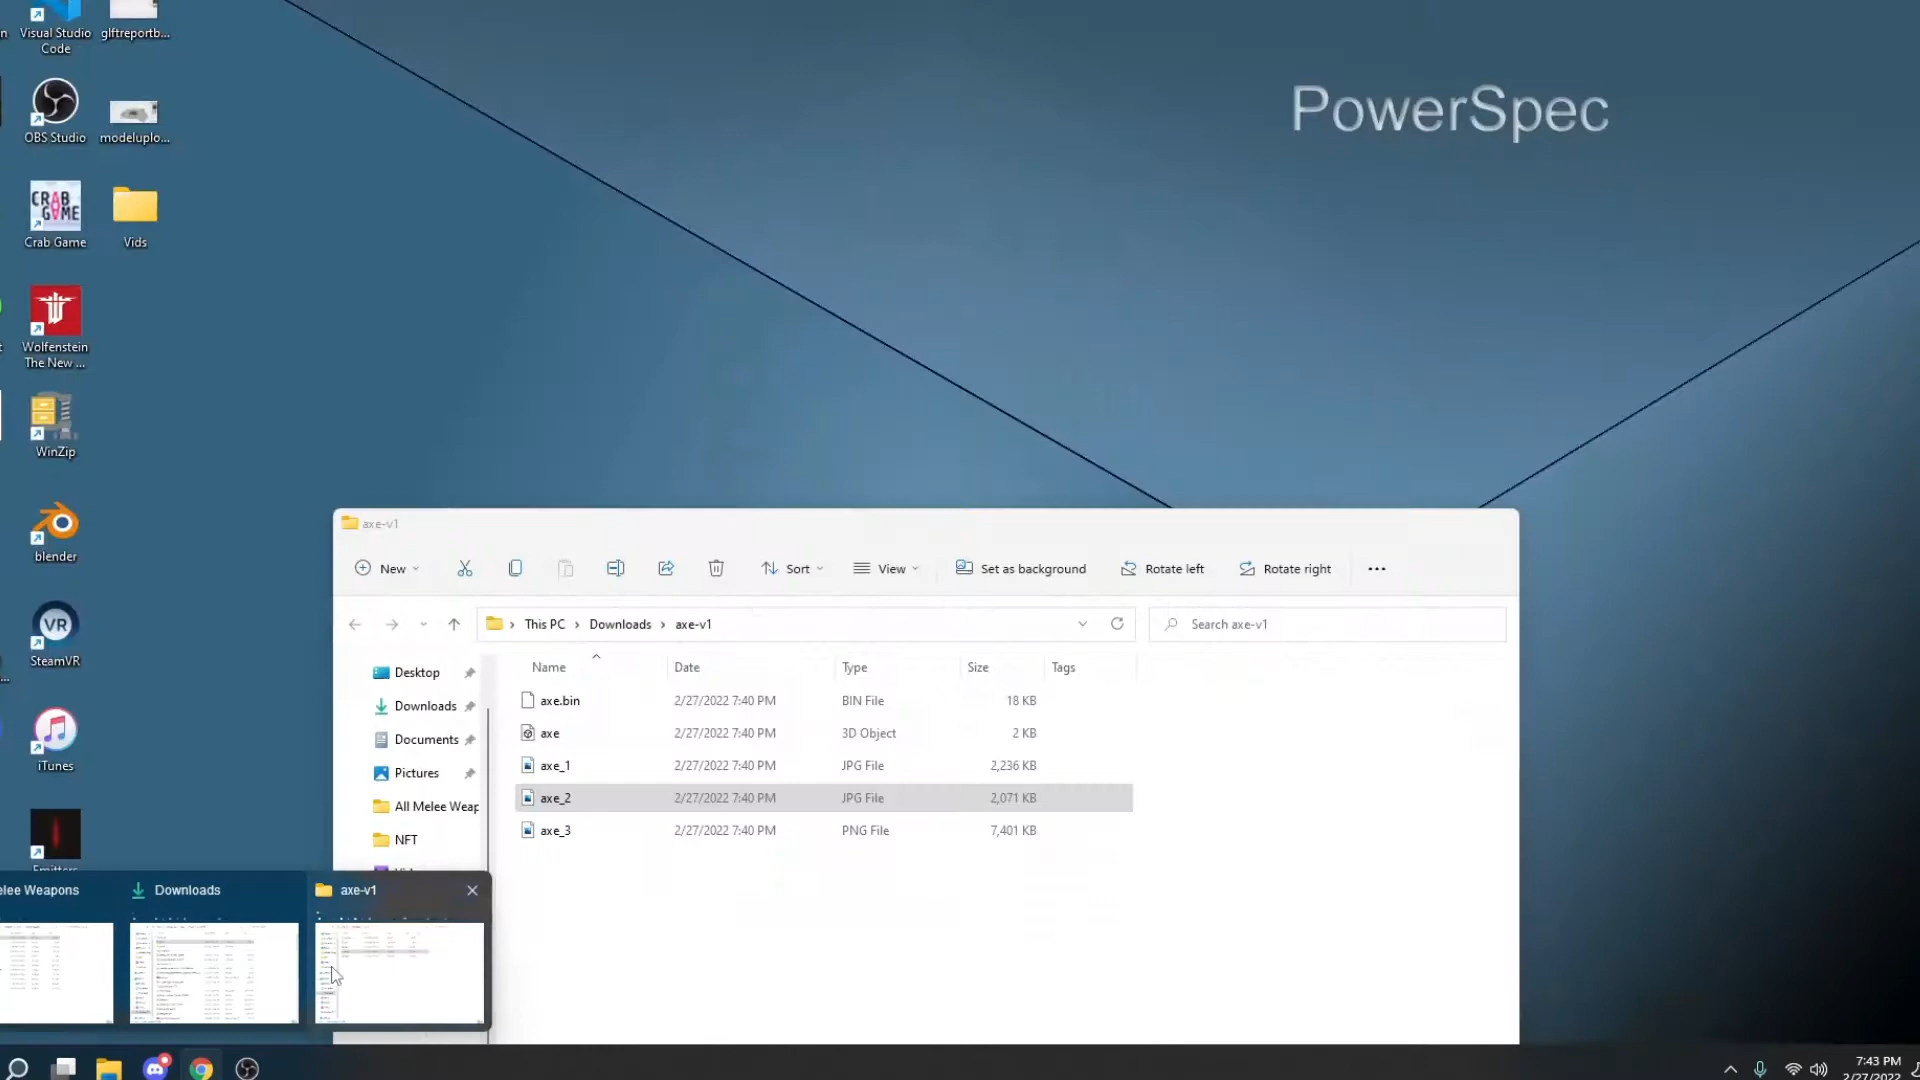 Visual Studio
Code
glftreportb...
PowerSpec
OBS Studio
modeluplo...
CRAB
GAME
Crab Game
Vids
Wolfenstein
The New ...
WinZip
blender
VR
SteamVR
iTunes
axe-v1
New
Sort
View
Set as background
Rotate left
Rotate right
This PC
Downloads
axe-v1
Search axe-v1
Name
Date
Type
Size
Tags
Desktop
Downloads
Documents
Pictures
All Melee Weap
NFT
axe.bin 2/27/2022 7:40 PM BIN File 18 KB
axe 2/27/2022 7:40 PM 3D Object 2 KB
axe_1 2/27/2022 7:40 PM JPG File 2,236 KB
axe_2 2/27/2022 7:40 PM JPG File 2,071 KB
axe_3 2/27/2022 7:40 PM PNG File 7,401 KB
elee Weapons
Downloads
axe-v1
7:43 PM
2/27/2022